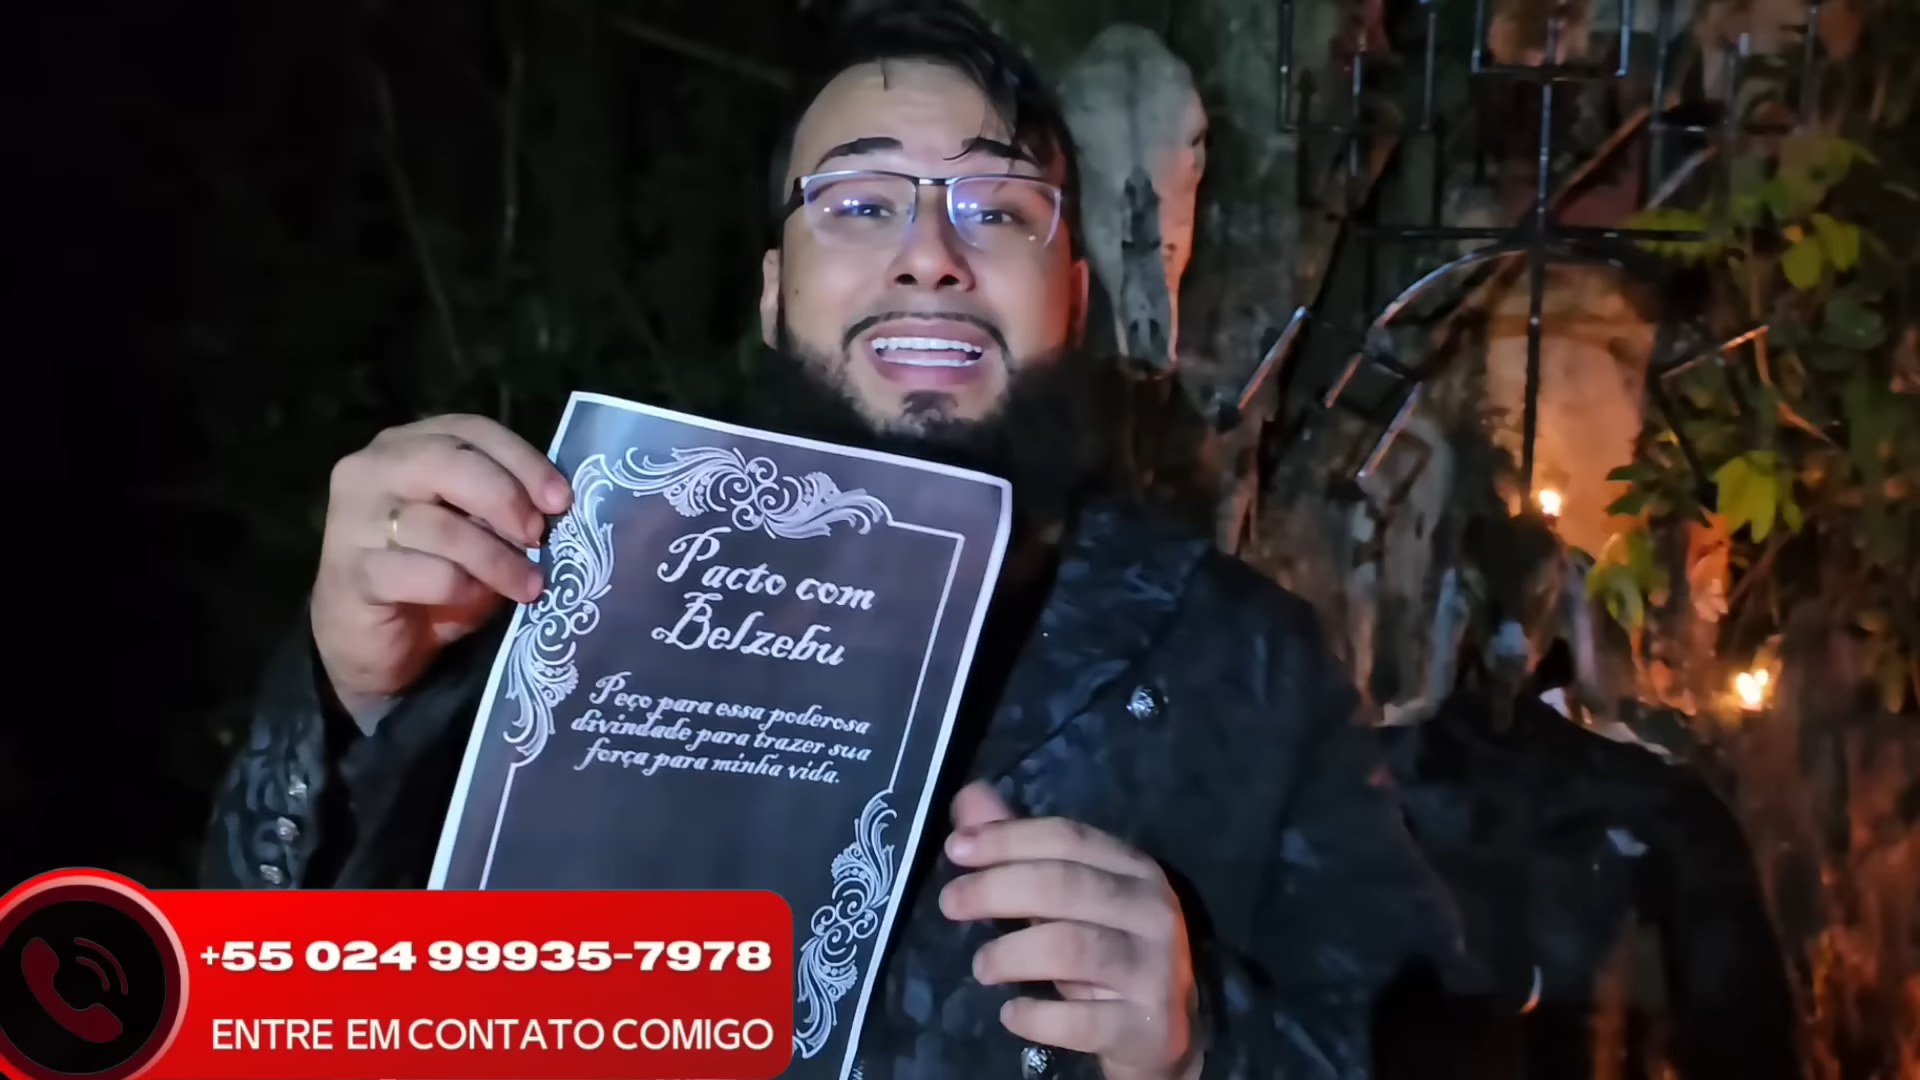 Pacto com
Belzebu
Peço para essa poderosa
divindade para trazer sua
força para minha vida.
+55 024 99935-7978
ENTRE EM CONTATO COMIGO